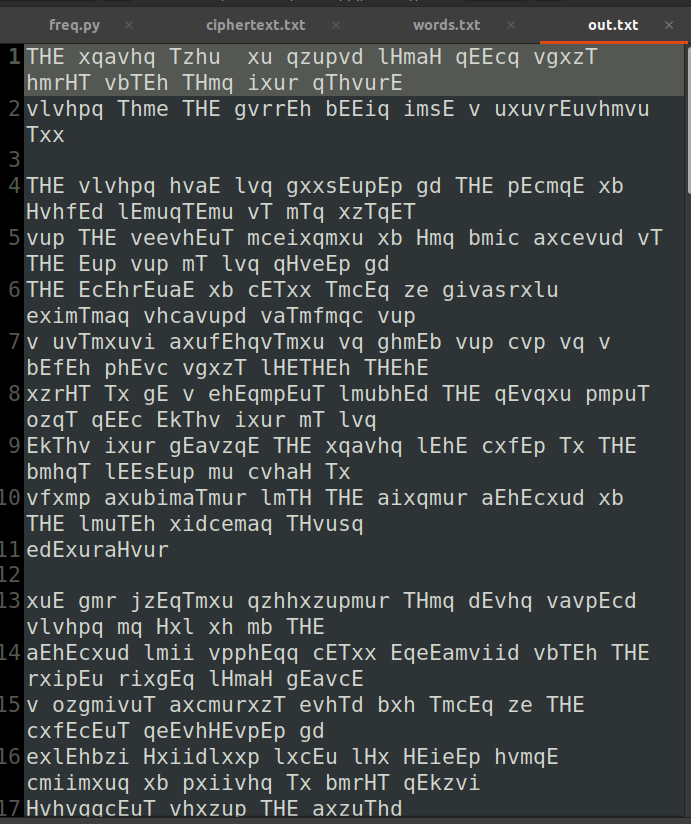 freq.py × ciphertext.txt × words.txt × out.txt ×
1 THE xqavhq Tzhu  xu qzupvd lHmaH qEEcq vgxzT
hmrHT vbTEh THmq ixur qThvurE
2 vlvhpq Thme THE gvrrEh bEEiq imsE v uxuvrEuvhmvu
Txx
3
4 THE vlvhpq hvaE lvq gxxsEupEp gd THE pEcmqE xb
HvhfEd lEmuqTEmu vT mTq xzTqET
5 vup THE veevhEuT mceixqmxu xb Hmq bmic axcevud vT
THE Eup vup mT lvq qHveEp gd
6 THE EcEhrEuaE xb cETxx TmcEq ze givasrxlu
eximTmaq vhcavupd vaTmfmqc vup
7 v uvTmxuvi axufEhqvTmxu vq ghmEb vup cvp vq v
bEfEh phEvc vgxzT lHETHEh THEhE
8 xzrHT Tx gE v ehEqmpEuT lmubhEd THE qEvqxu pmpuT
ozqT qEEc EkThv ixur mT lvq
9 EkThv ixur gEavzqE THE xqavhq lEhE cxfEp Tx THE
bmhqT lEEsEup mu cvhaH Tx
10 vfxmp axubimaTmur lmTH THE aixqmur aEhEcxud xb
THE lmuTEh xidcemaq THvusq
11 edExuraHvur
12
13 xuE gmr jzEqTmxu qzhhxzupmur THmq dEvhq vavpEcd
vlvhpq mq Hxl xh mb THE
14 aEhEcxud lmii vpphEqq cETxx EqeEamviid vbTEh THE
rxipEu rixgEq lHmaH gEavcE
15 v ozgmivuT axcmurxzT evhTd bxh TmcEq ze THE
cxfEcEuT qeEvhHEvpEp gd
16 exlEhbzi Hxiidlxxp lxcEu lHx HEieEp hvmqE
cmiimxuq xb pxiivhq Tx bmrHT qEkzvi
17 HvhvqqcEuT vhxzup THE axzuThd